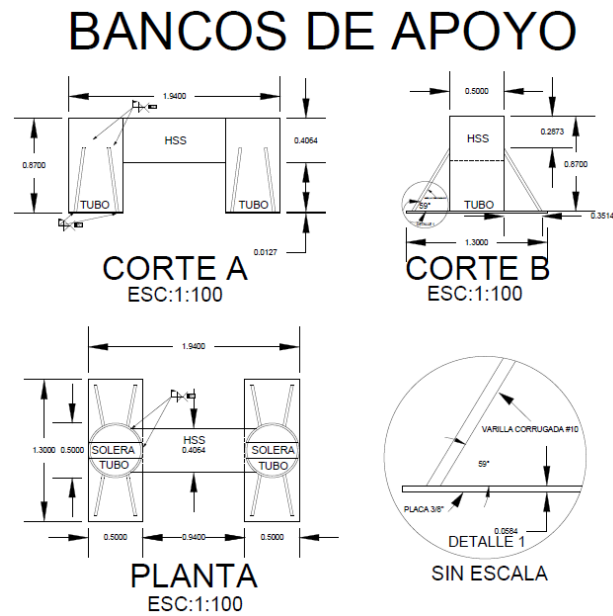 BANCOS DE APOYO
1.9400
HSS
0.8700
0.4064
TUBO
TUBO
0.0127
CORTE A
ESC:1:100
0.5000
HSS
0.2873
0.8700
59°
TUBO
0.3514
1.3000
CORTE B
ESC:1:100
1.9400
1.3000
0.5000
HSS
0.4064
SOLERA
TUBO
SOLERA
TUBO
0.5000
0.9400
0.5000
PLANTA
ESC:1:100
VARILLA CORRUGADA #10
59°
PLACA 3/8"
0.0584
DETALLE 1
SIN ESCALA